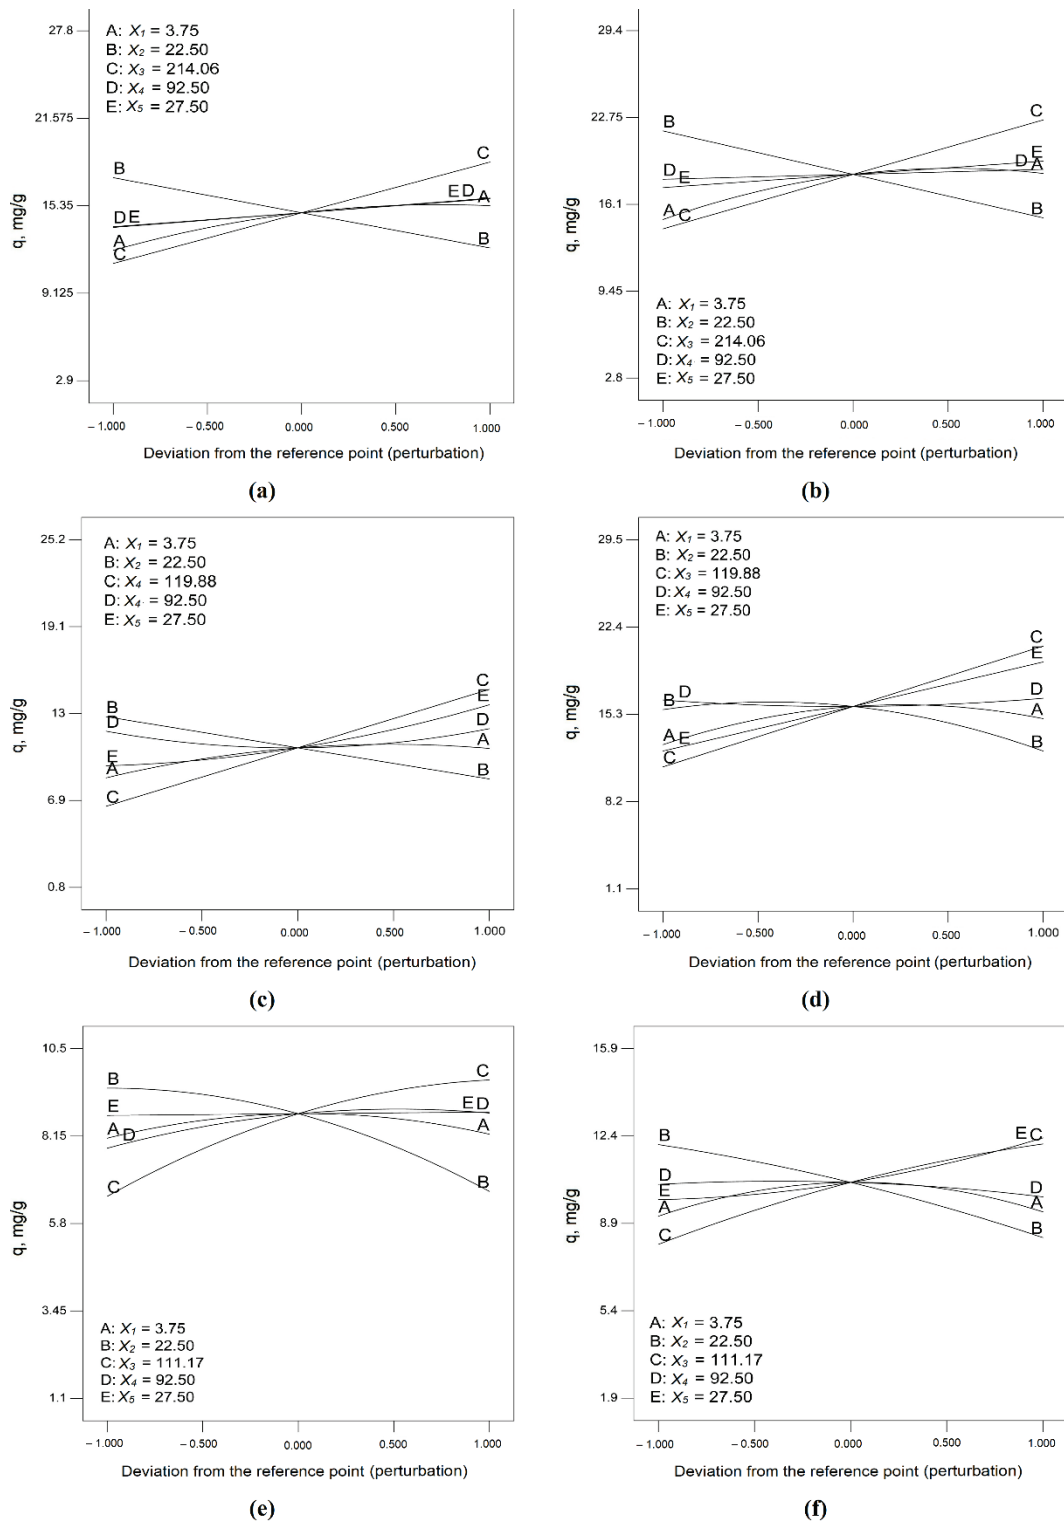 27.8
A: X1 = 3.75
B: X2 = 22.50
C: X3 = 214.06
D: X4 = 92.50
E: X5 = 27.50
21.575
15.35
9.125
2.9
q, mg/g
B
D E
A
C
C
E D
A
B
– 1.000
– 0.500
0.000
0.500
1.000
Deviation from the reference point (perturbation)
(a)
29.4
22.75
16.1
9.45
2.8
q, mg/g
B
D
E
A
C
C
E
D
A
B
A: X1 = 3.75
B: X2 = 22.50
C: X3 = 214.06
D: X4 = 92.50
E: X5 = 27.50
– 1.000
– 0.500
0.000
0.500
1.000
Deviation from the reference point (perturbation)
(b)
25.2
A: X1 = 3.75
B: X2 = 22.50
C: X4 = 119.88
D: X4 = 92.50
E: X5 = 27.50
19.1
13
6.9
0.8
q, mg/g
B
D
E
A
C
C
E
D
A
B
– 1.000
– 0.500
0.000
0.500
1.000
Deviation from the reference point (perturbation)
(c)
29.5
A: X1 = 3.75
B: X2 = 22.50
C: X3 = 119.88
D: X4 = 92.50
E: X5 = 27.50
22.4
15.3
8.2
1.1
q, mg/g
B
D
A
E
C
C
E
D
A
B
– 1.000
– 0.500
0.000
0.500
1.000
Deviation from the reference point (perturbation)
(d)
10.5
8.15
5.8
3.45
1.1
q, mg/g
B
E
A
D
C
C
E D
A
B
A: X1 = 3.75
B: X2 = 22.50
C: X3 = 111.17
D: X4 = 92.50
E: X5 = 27.50
– 1.000
– 0.500
0.000
0.500
1.000
Deviation from the reference point (perturbation)
(e)
15.9
12.4
8.9
5.4
1.9
q, mg/g
B
D
E
A
C
E C
D
A
B
A: X1 = 3.75
B: X2 = 22.50
C: X3 = 111.17
D: X4 = 92.50
E: X5 = 27.50
– 1.000
– 0.500
0.000
0.500
1.000
Deviation from the reference point (perturbation)
(f)